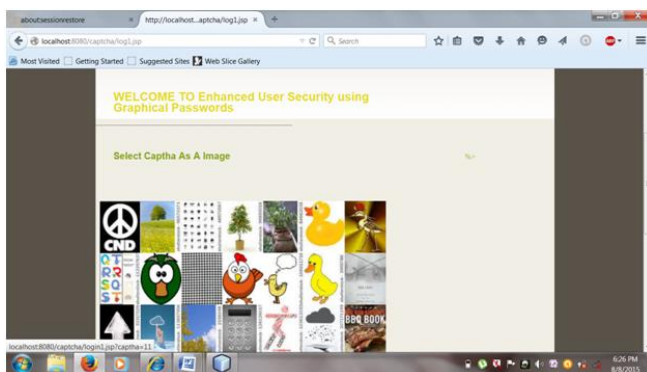 about:sessionrestore
http://localhost...aptcha/log1.jsp
localhost:8080/captcha/log1.jsp
Search
Most Visited Getting Started Suggested Sites Web Slice Gallery
WELCOME TO Enhanced User Security using
Graphical Passwords
Select Captha As A Image
CND
BBQ BOOK
localhost:8080/captcha/login1.jsp?captha=11
6:26 PM
8/8/2015